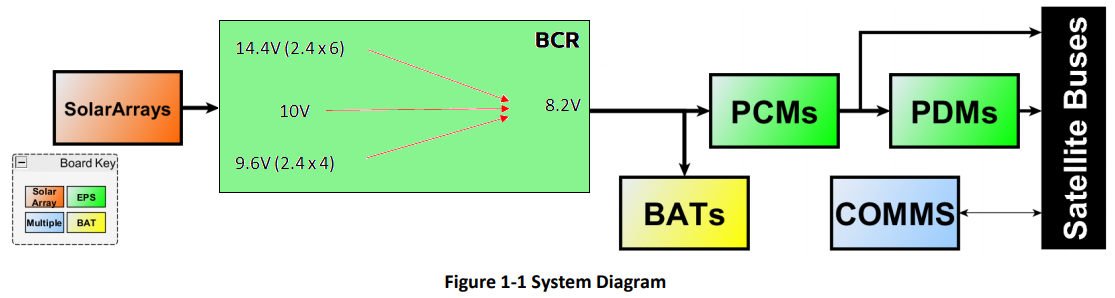 14.4V (2.4 x 6)
BCR
SolarArrays
10V
8.2V
9.6V (2.4 x 4)
PCMs
PDMs
BATs
COMMS
Satellite Buses
Board Key
Solar
Array
EPS
Multiple
BAT
Figure 1-1 System Diagram